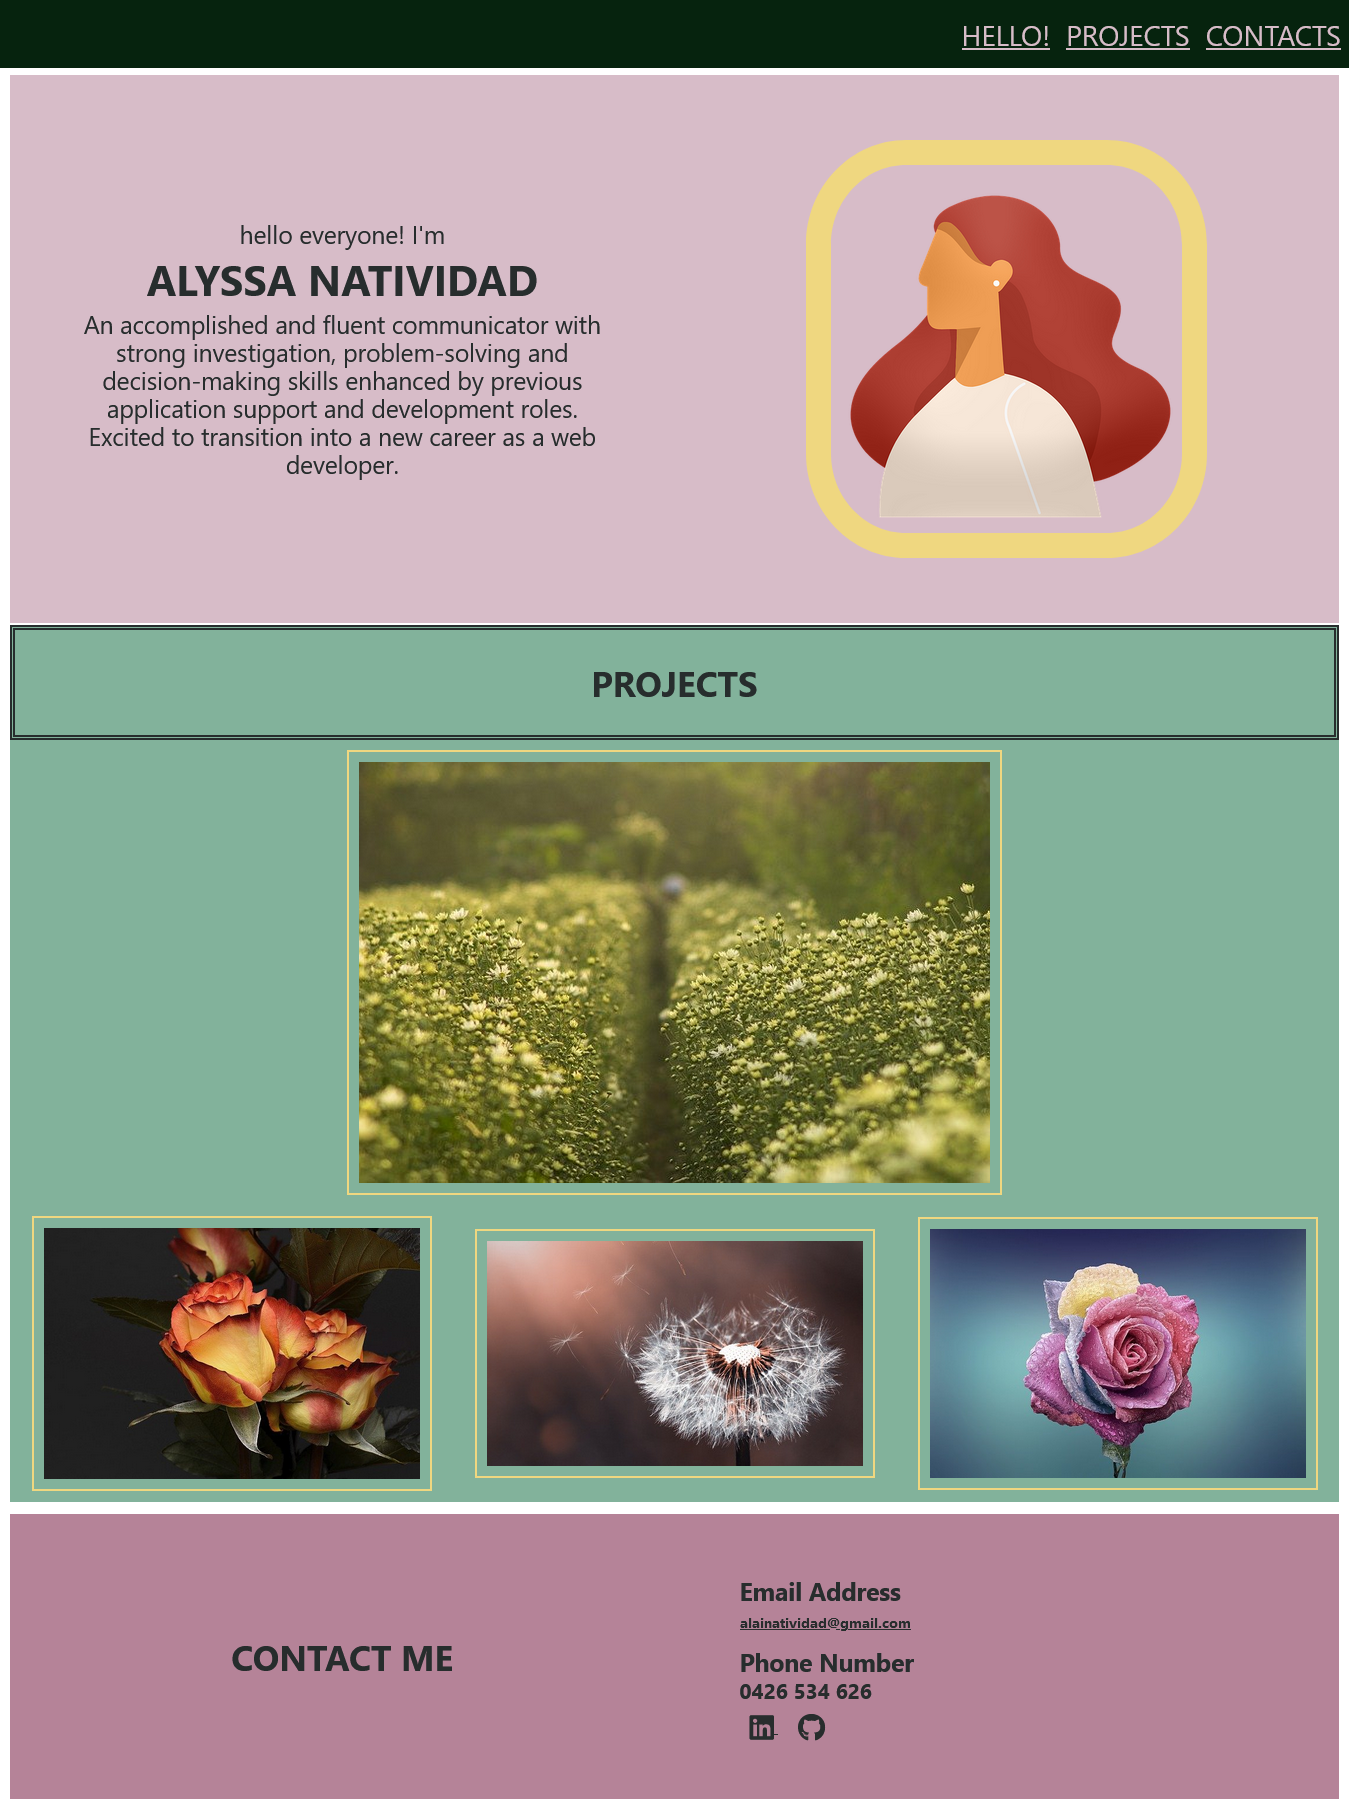 HELLO! PROJECTS CONTACTS
hello everyone! I'm
ALYSSA NATIVIDAD
An accomplished and fluent communicator with
strong investigation, problem-solving and
decision-making skills enhanced by previous
application support and development roles.
Excited to transition into a new career as a web
developer.
PROJECTS
CONTACT ME
Email Address
alainatividad@gmail.com
Phone Number
0426 534 626
in